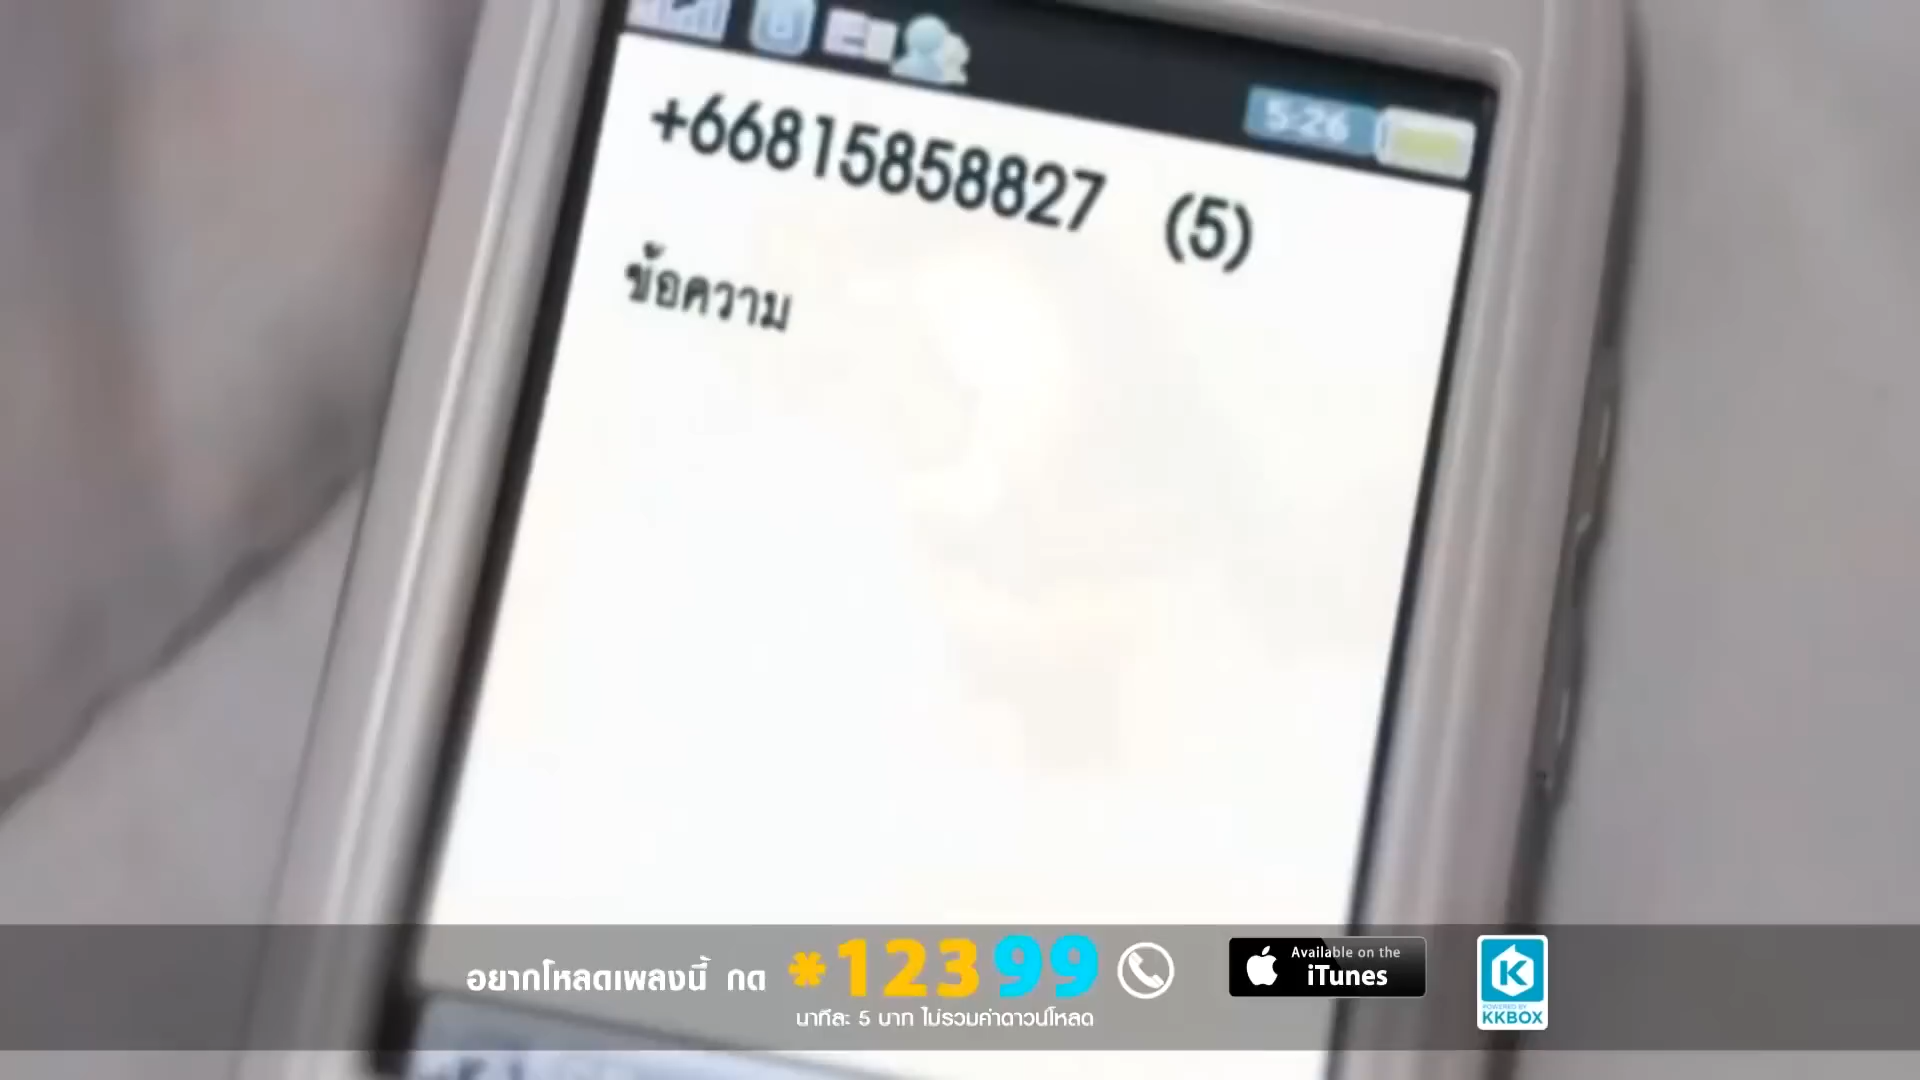 5:26
+66815858827 (5)
ข้อความ
อยากโหลดเพลงนี้ กด *12399
นาทีละ 5 บาท ไม่รวมค่าดาวน์โหลด
Available on the
iTunes
K
POWERED BY
KKBOX